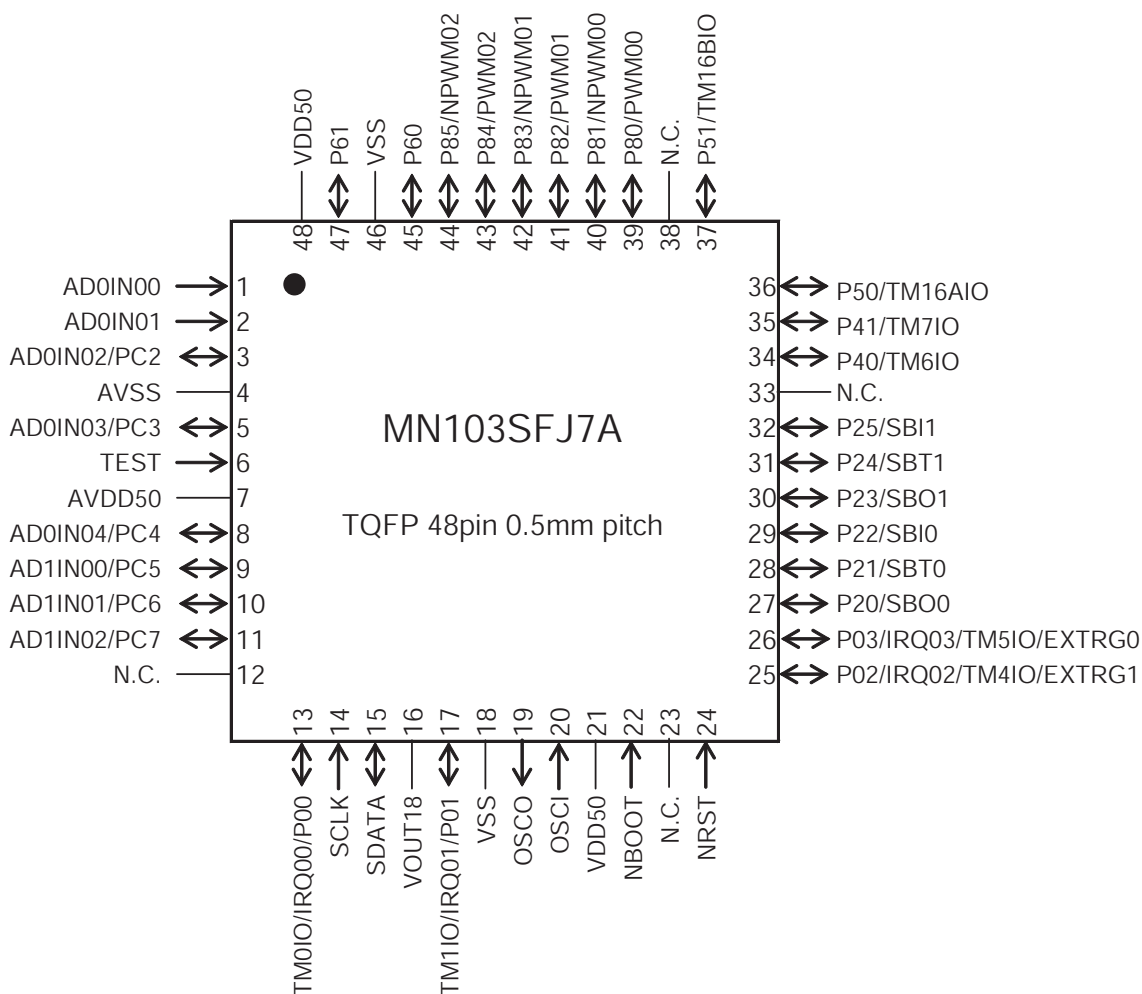 VDD50
P61
VSS
P60
P85/NPWM02
P84/PWM02
P83/NPWM01
P82/PWM01
P81/NPWM00
P80/PWM00
N.C.
P51/TM16BIO
48
47
46
45
44
43
42
41
40
39
38
37
AD0IN00
1
AD0IN01
2
AD0IN02/PC2
3
AVSS
4
AD0IN03/PC3
5
TEST
6
AVDD50
7
AD0IN04/PC4
8
AD1IN00/PC5
9
AD1IN01/PC6
10
AD1IN02/PC7
11
N.C.
12
MN103SFJ7A
TQFP 48pin 0.5mm pitch
36
P50/TM16AIO
35
P41/TM7IO
34
P40/TM6IO
33
N.C.
32
P25/SBI1
31
P24/SBT1
30
P23/SBO1
29
P22/SBI0
28
P21/SBT0
27
P20/SBO0
26
P03/IRQ03/TM5IO/EXTRG0
25
P02/IRQ02/TM4IO/EXTRG1
13
14
15
16
17
18
19
20
21
22
23
24
TM0IO/IRQ00/P00
SCLK
SDATA
VOUT18
TM1IO/IRQ01/P01
VSS
OSCO
OSCI
VDD50
NBOOT
N.C.
NRST